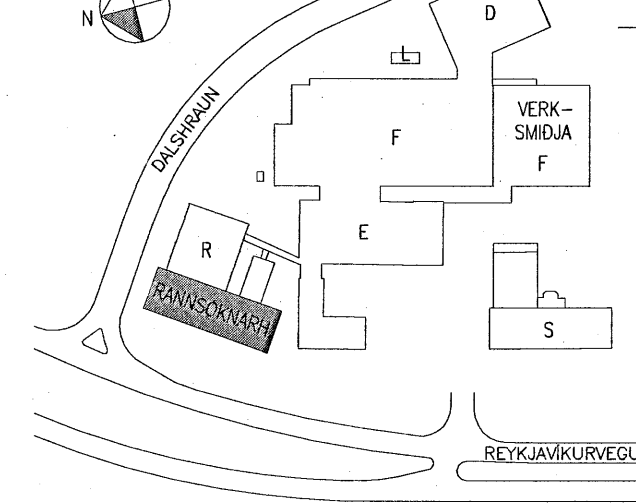 N
D
L
DALSHRAUN
VERK-
SMIÐJA
F
F
E
R
RANNSÓKNARH
S
REYKJAVÍKURVEGU